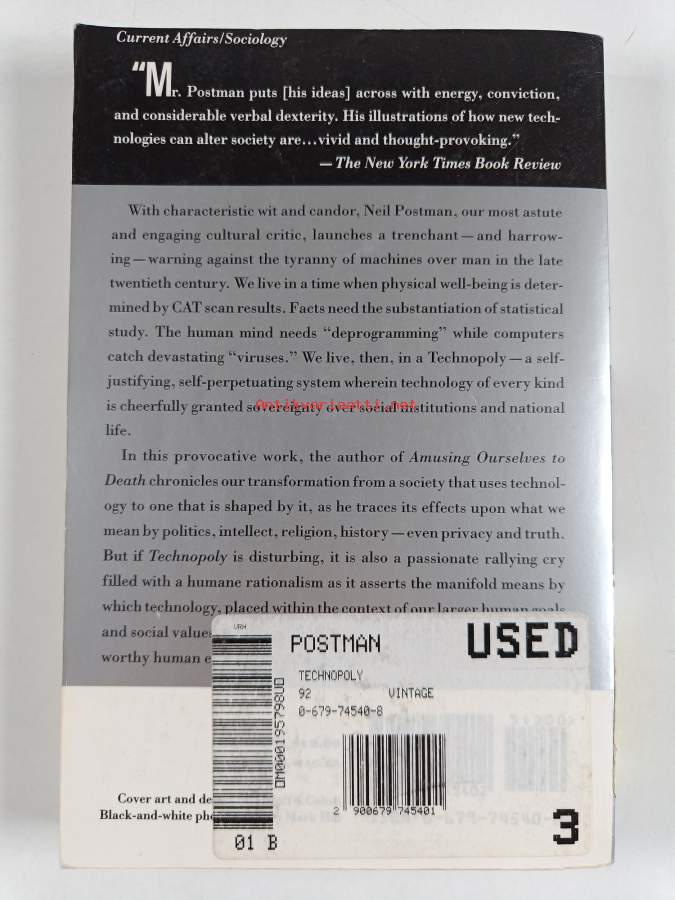 Current Affairs/Sociology
“Mr. Postman puts [his ideas] across with energy, conviction,
and considerable verbal dexterity. His illustrations of how new tech-
nologies can alter society are...vivid and thought-provoking.”
—The New York Times Book Review
With characteristic wit and candor, Neil Postman, our most astute
and engaging cultural critic, launches a trenchant—and harrow-
ing—warning against the tyranny of machines over man in the late
twentieth century. We live in a time when physical well-being is deter-
mined by CAT scan results. Facts need the substantiation of statistical
study. The human mind needs “deprogramming” while computers
catch devastating “viruses.” We live, then, in a Technopoly—a self-
justifying, self-perpetuating system wherein technology of every kind
is cheerfully granted sovereignty over social institutions and national
Antikvariaatti.net
life.
In this provocative work, the author of Amusing Ourselves to
Death chronicles our transformation from a society that uses technol-
ogy to one that is shaped by it, as he traces its effects upon what we
mean by politics, intellect, religion, history—even privacy and truth.
But if Technopoly is disturbing, it is also a passionate rallying cry
filled with a humane rationalism as it asserts the manifold means by
which technology, placed within the context of our larger human goals
and social values
worthy human e
VRH
POSTMAN
USED
TECHNOPOLY
92 VINTAGE
0-679-74540-8
OM000195798UO
2 900679 745401
01 B
3
Cover art and de
Black-and-white pho
0-679-74540-